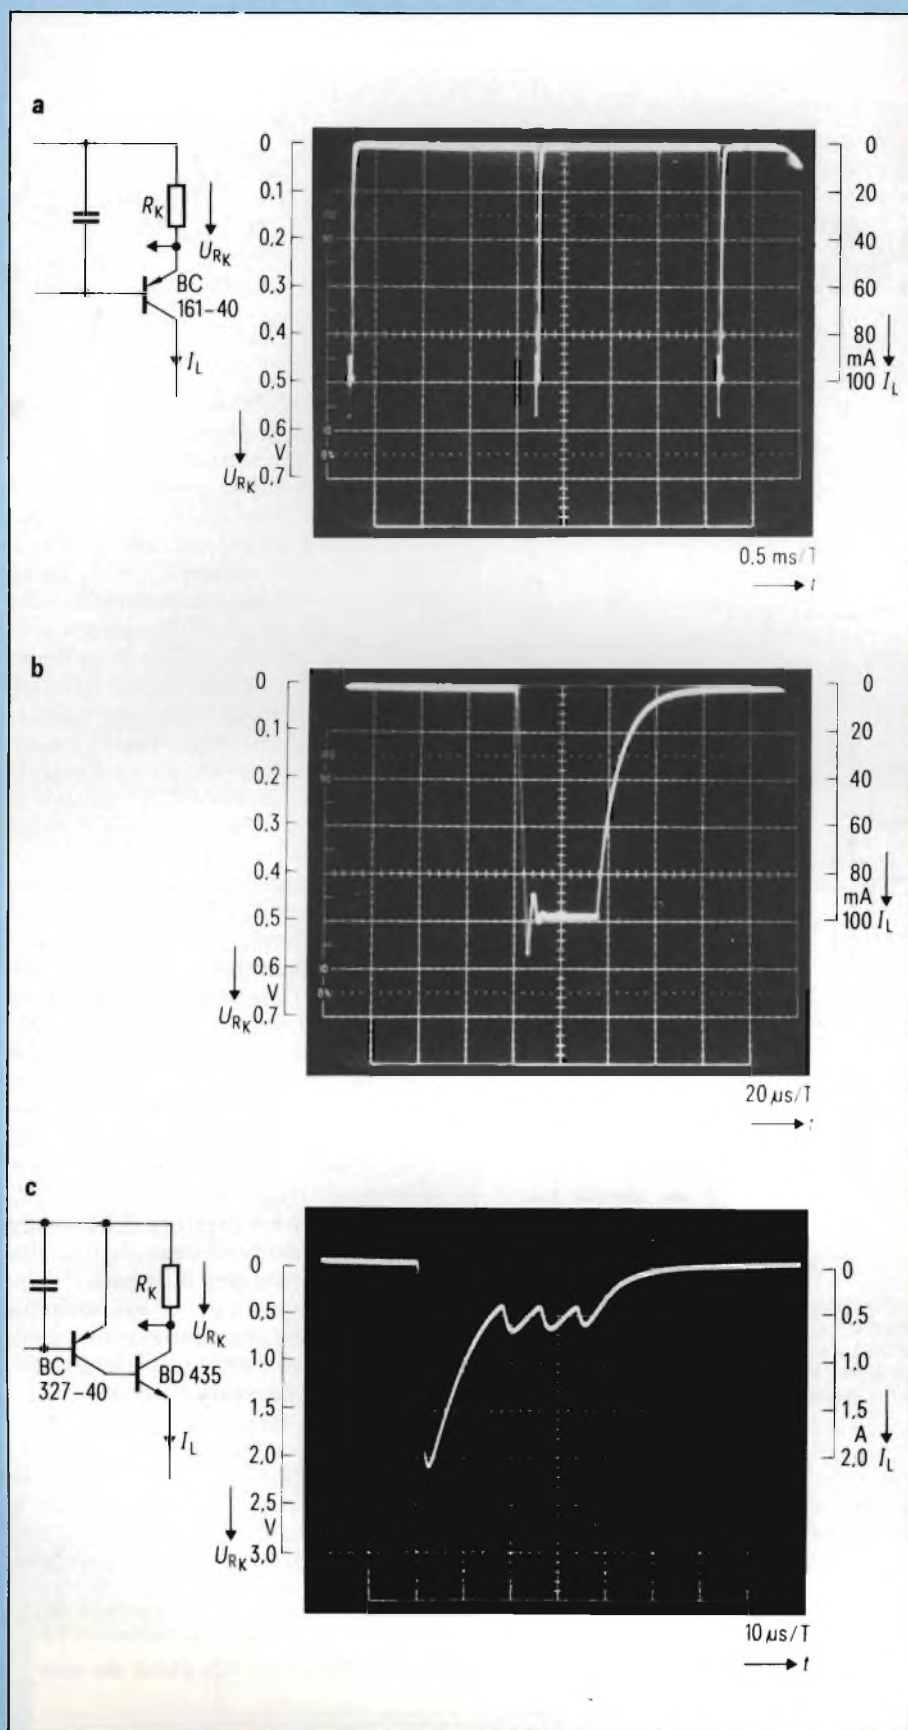 a
0
0,1
0,2
0,3
0,4
0,5
0,6
V
U_RK 0,7
R_K
U_RK
BC
161–40
I_L
0
20
40
60
80
mA
100 I_L
0.5 ms/T
t
b
0
0,1
0,2
0,3
0,4
0,5
0,6
V
U_RK 0,7
0
20
40
60
80
mA
100 I_L
20 µs/T
c
0
0,5
1,0
1,5
2,0
2,5
V
U_RK 3,0
R_K
U_RK
BC
327–40
BD 435
I_L
0
0,5
1,0
1,5
A
2,0 I_L
10 µs/T
t